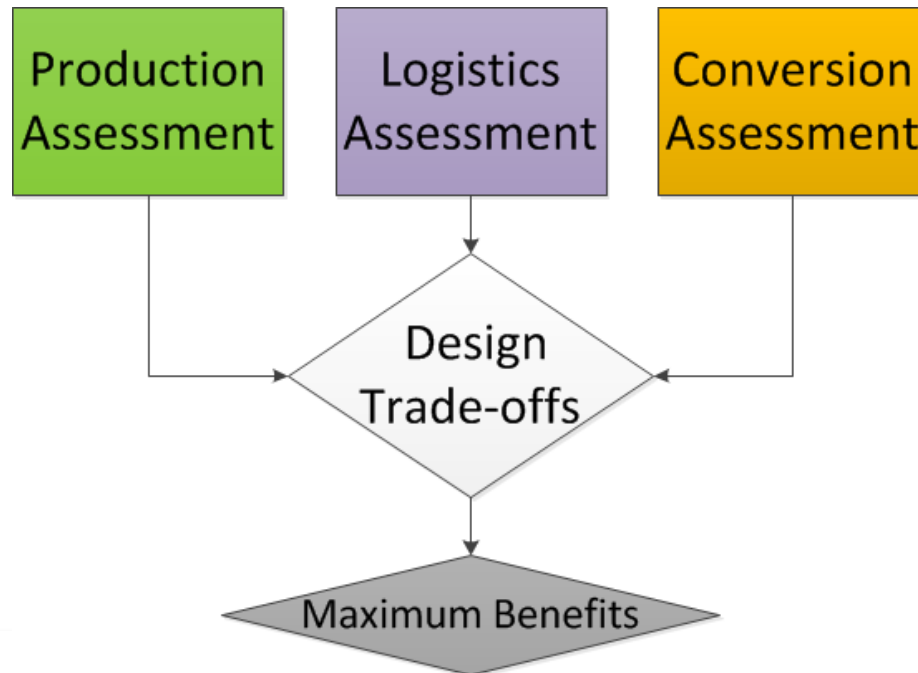 Production
Assessment
Logistics
Assessment
Conversion
Assessment
Design
Trade-offs
Maximum Benefits